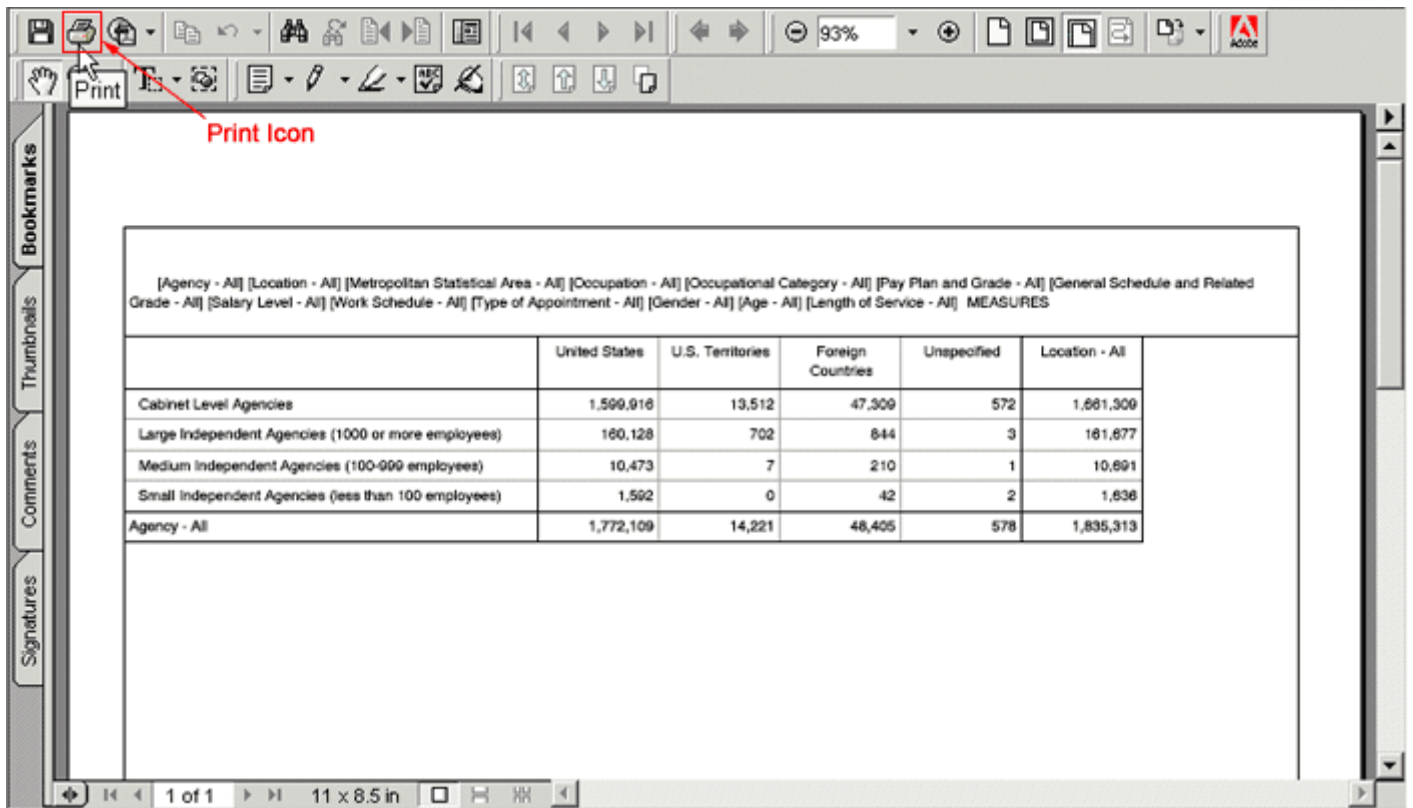 93%
Adobe
Print
Print Icon
Bookmarks
Thumbnails
Comments
Signatures
[Agency - All] [Location - All] [Metropolitan Statistical Area - All] [Occupation - All] [Occupational Category - All] [Pay Plan and Grade - All] [General Schedule and Related
Grade - All] [Salary Level - All] [Work Schedule - All] [Type of Appointment - All] [Gender - All] [Age - All] [Length of Service - All] MEASURES
United States U.S. Territories Foreign Countries Unspecified Location - All
Cabinet Level Agencies 1,599,916 13,512 47,309 572 1,661,309
Large Independent Agencies (1000 or more employees) 160,128 702 844 3 161,677
Medium Independent Agencies (100-999 employees) 10,473 7 210 1 10,691
Small Independent Agencies (less than 100 employees) 1,592 0 42 2 1,636
Agency - All 1,772,109 14,221 48,405 578 1,835,313
1 of 1 11 x 8.5 in